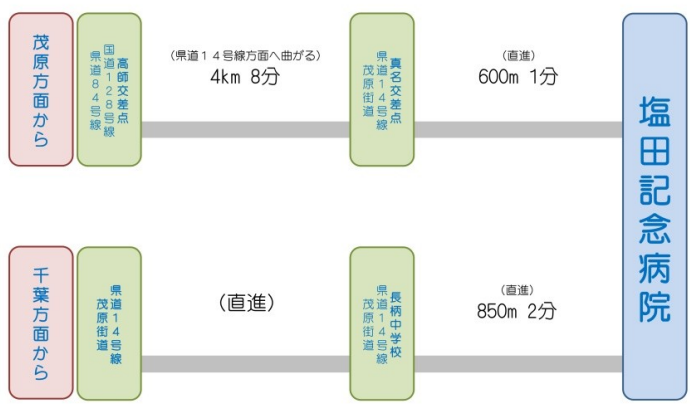 茂原方面から
高師交差点
国道128号線
県道84号線
(県道14号線方面へ曲がる)
4km 8分
真名交差点
県道14号線
茂原街道
(直進)
600m 1分
塩田記念病院
千葉方面から
県道14号線
茂原街道
(直進)
長柄中学校
県道14号線
茂原街道
(直進)
850m 2分